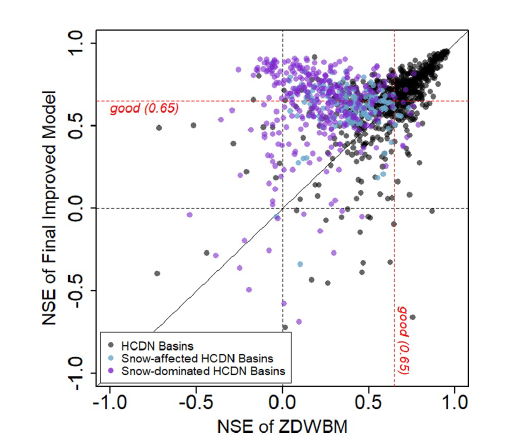 1.0
good (0.65)
0.5
0.0
-0.5
-1.0
NSE of Final Improved Model
good (0.65)
HCDN Basins
Snow-affected HCDN Basins
Snow-dominated HCDN Basins
-1.0 -0.5 0.0 0.5 1.0
NSE of ZDWBM